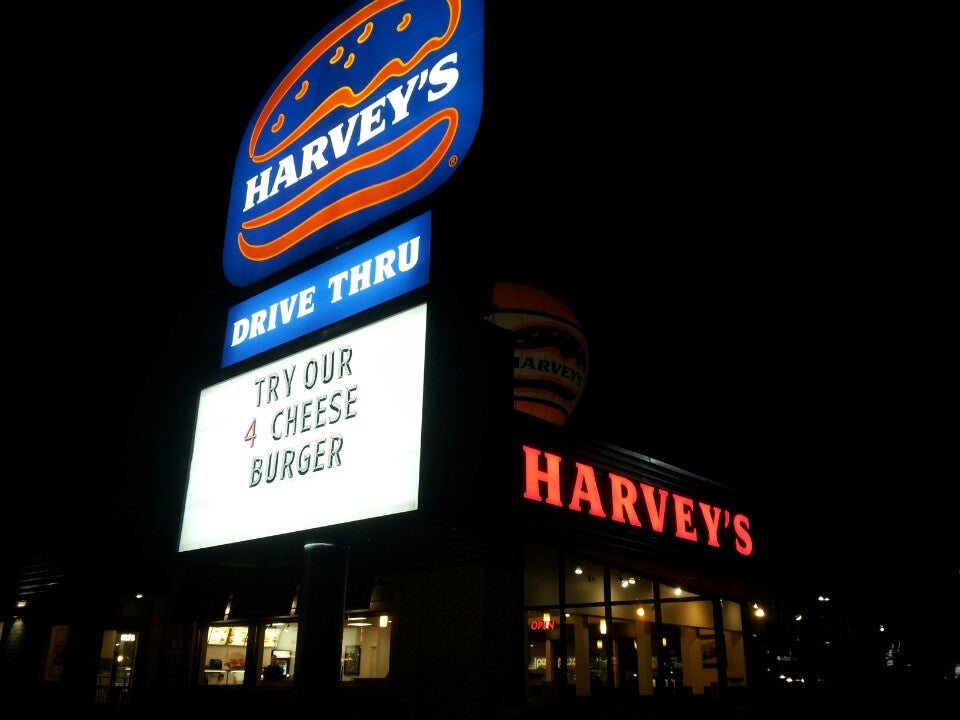 HARVEY'S
®
DRIVE THRU
TRY OUR
4 CHEESE
BURGER
HARVEY'S
HARVEY'S
OPEN